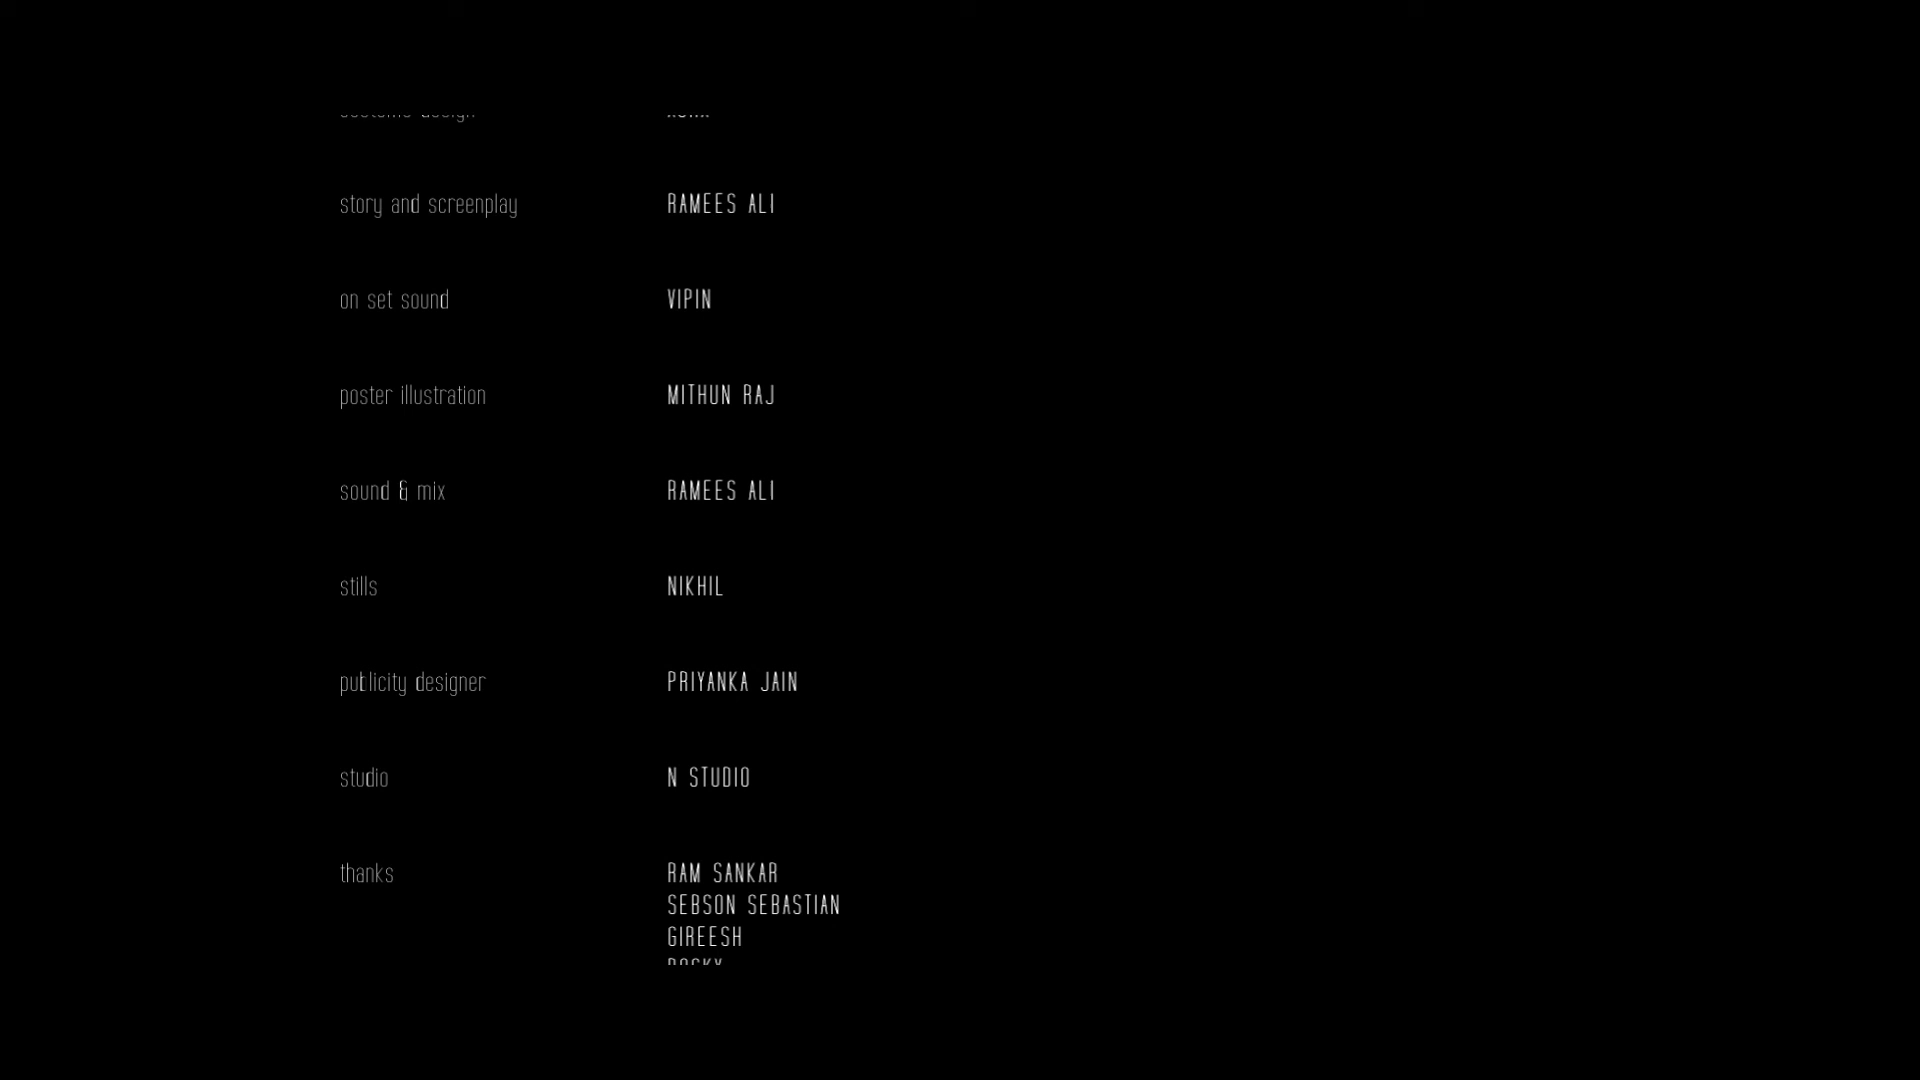 story and screenplay RAMEES ALI
on set sound VIPIN
poster illustration MITHUN RAJ
sound & mix RAMEES ALI
stills NIKHIL
publicity designer PRIYANKA JAIN
studio N STUDIO
thanks RAM SANKAR
SEBSON SEBASTIAN
GIREESH